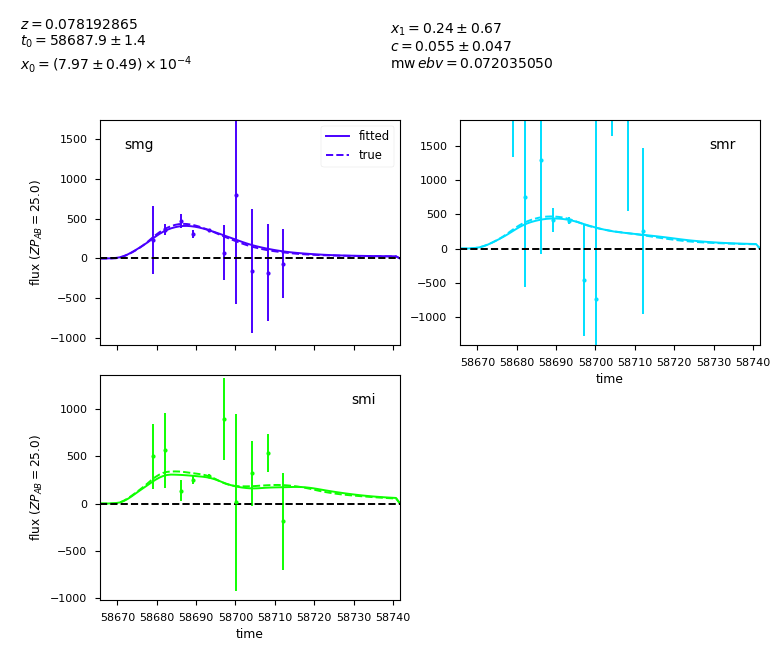 z = 0.078192865
t₀ = 58687.9 ± 1.4
x₀ = (7.97 ± 0.49) × 10⁻⁴
x₁ = 0.24 ± 0.67
c = 0.055 ± 0.047
mw ebv = 0.072035050
smg
fitted
true
1500
1000
500
0
−500
−1000
flux (ZP_AB = 25.0)
smr
1500
1000
500
0
−500
−1000
58670 58680 58690 58700 58710 58720 58730 58740
time
smi
1000
500
0
−500
−1000
flux (ZP_AB = 25.0)
58670 58680 58690 58700 58710 58720 58730 58740
time